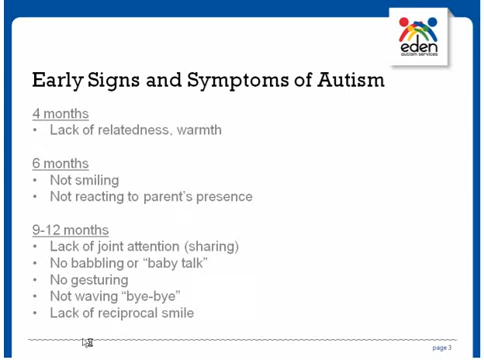 eden
autism services
Early Signs and Symptoms of Autism
4 months
• Lack of relatedness, warmth
6 months
• Not smiling
• Not reacting to parent's presence
9-12 months
• Lack of joint attention (sharing)
• No babbling or “baby talk”
• No gesturing
• Not waving “bye-bye”
• Lack of reciprocal smile
page 3